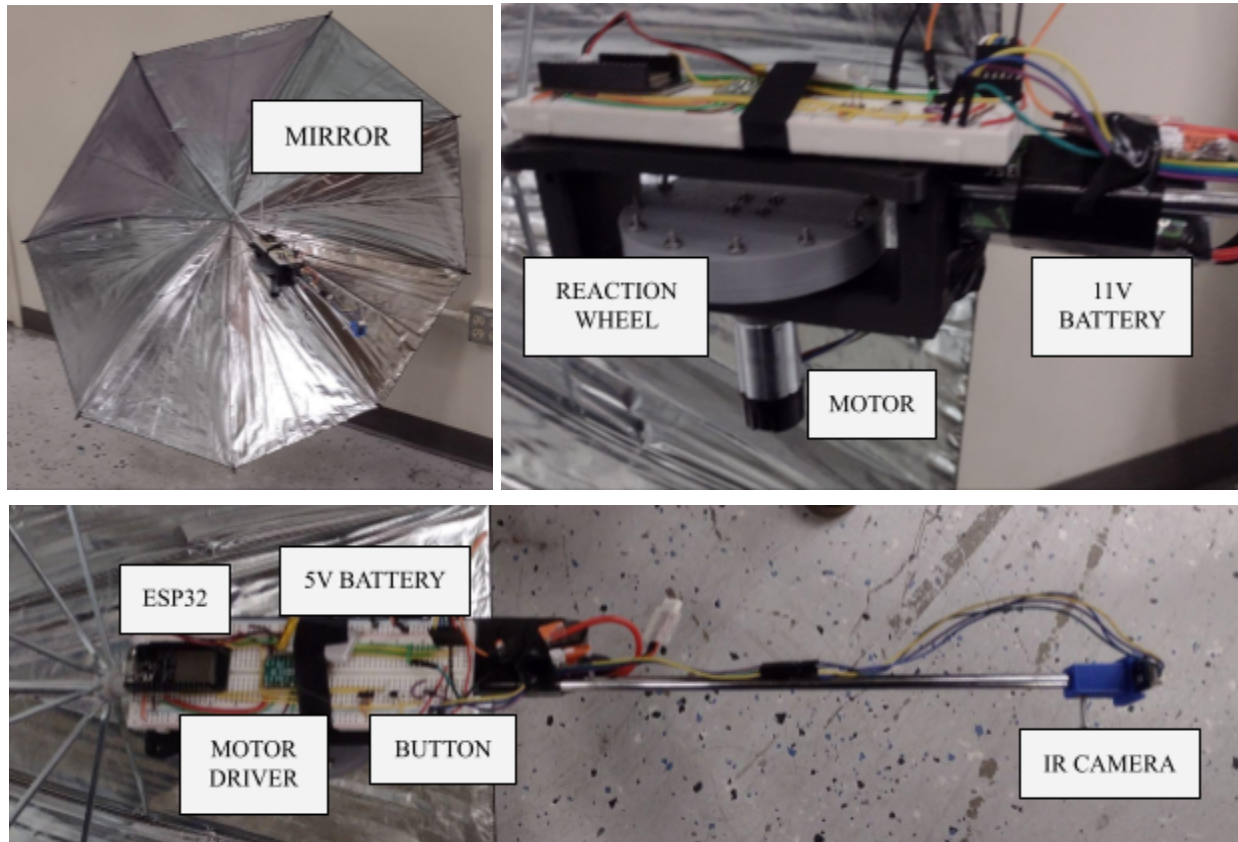 MIRROR
REACTION
WHEEL
11V
BATTERY
MOTOR
ESP32
5V BATTERY
MOTOR
DRIVER
BUTTON
IR CAMERA